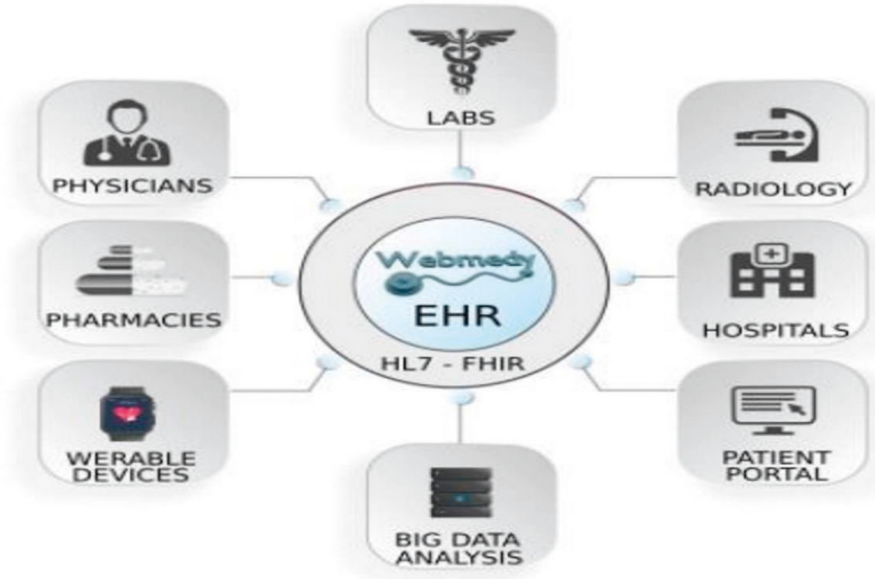 LABS
PHYSICIANS
RADIOLOGY
Webmedy
EHR
HL7 - FHIR
PHARMACIES
HOSPITALS
WERABLE
DEVICES
PATIENT
PORTAL
BIG DATA
ANALYSIS